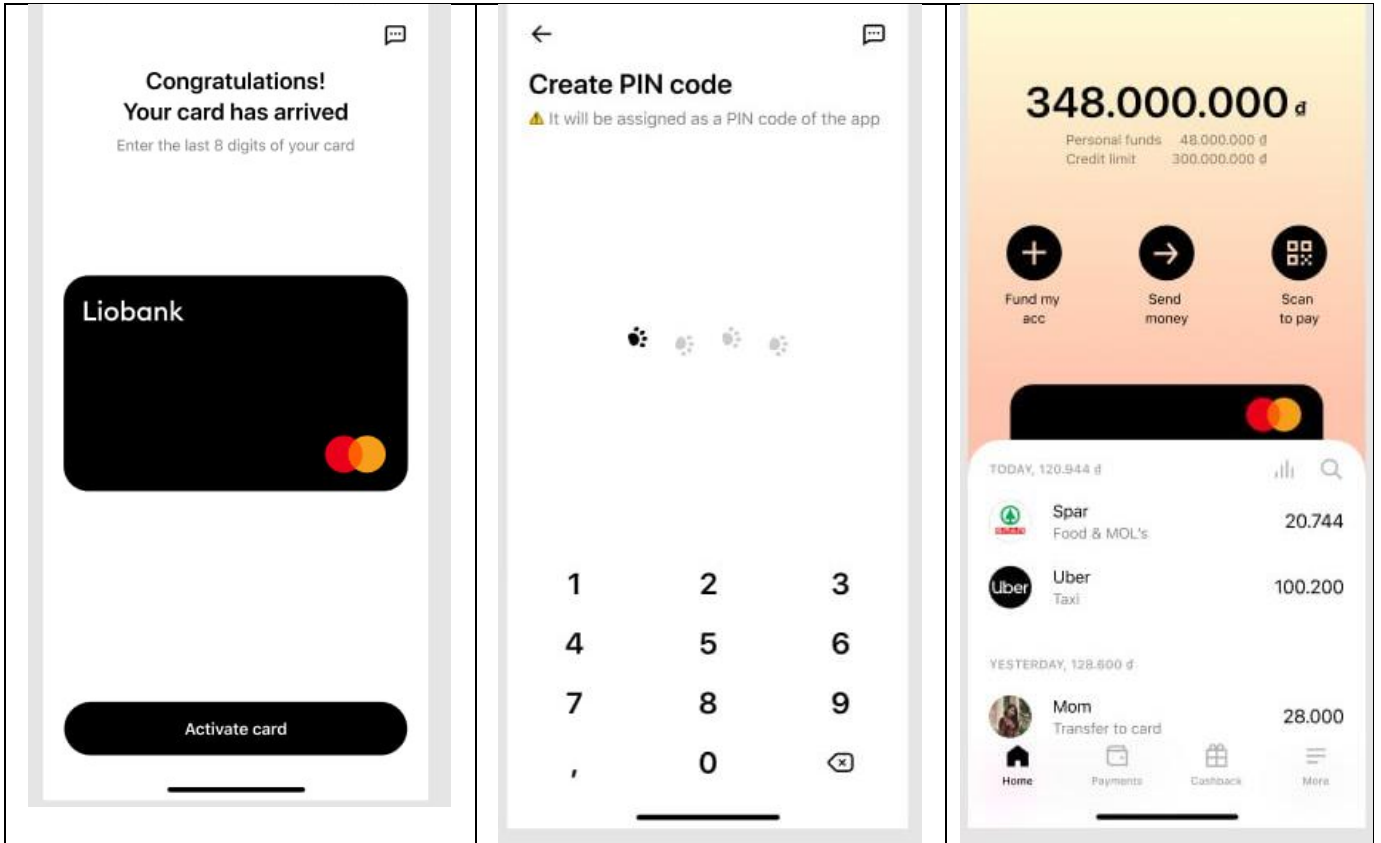 Congratulations!
Your card has arrived
Enter the last 8 digits of your card
Liobank
Activate card
Create PIN code
It will be assigned as a PIN code of the app
1 2 3
4 5 6
7 8 9
, 0
348.000.000 đ
Personal funds 48.000.000 đ
Credit limit 300.000.000 đ
Fund my
acc
Send
money
Scan
to pay
TODAY, 120.944 đ
Spar
20.744
Food & MOL's
Uber
Uber
100.200
Taxi
YESTERDAY, 128.600 đ
Mom
28.000
Transfer to card
Home
Payments
Cashback
More